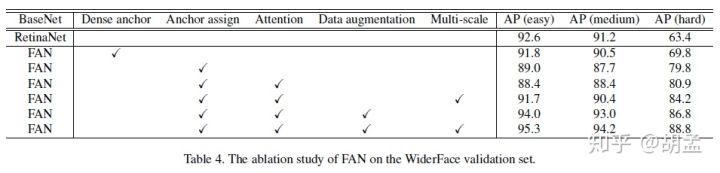 BaseNet Dense anchor Anchor assign Attention Data augmentation Multi-scale AP (easy) AP (medium) AP (hard)
RetinaNet 92.6 91.2 63.4
FAN ✓ 91.8 90.5 69.8
FAN ✓ 89.0 87.7 79.8
FAN ✓ ✓ 88.4 88.4 80.9
FAN ✓ ✓ ✓ 91.7 90.4 84.2
FAN ✓ ✓ ✓ 94.0 93.0 86.8
FAN ✓ ✓ ✓ ✓ 95.3 94.2 88.8
知乎 @胡孟
Table 4. The ablation study of FAN on the WiderFace validation set.